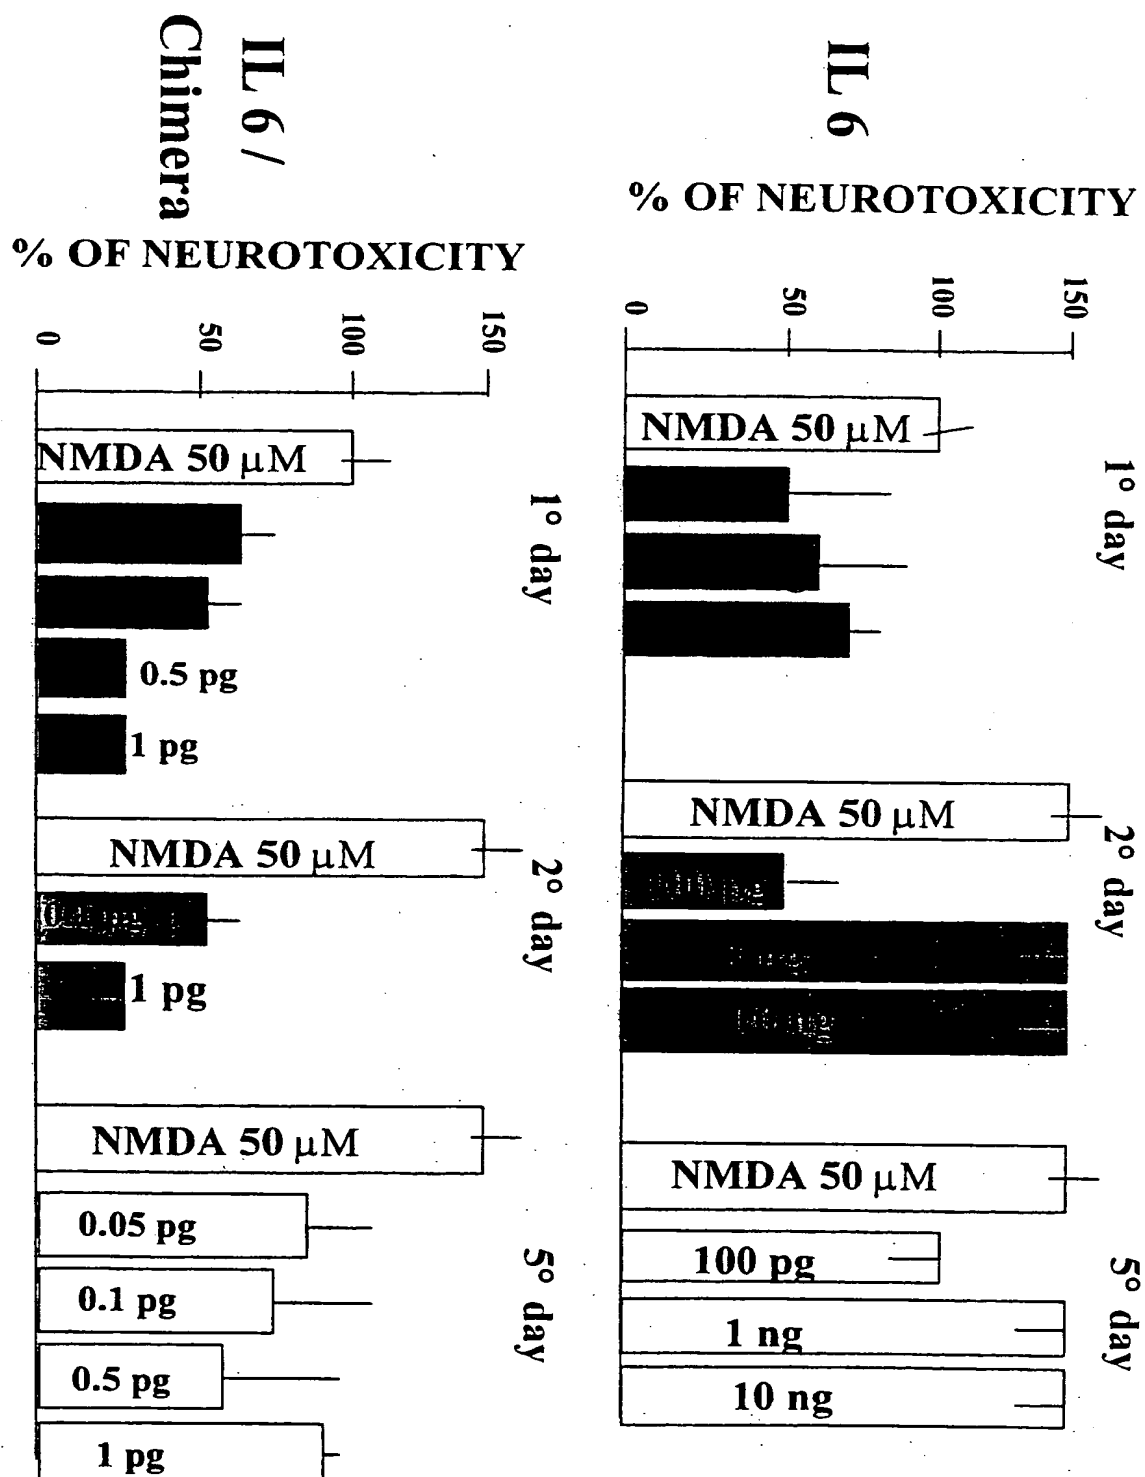 IL 6
% OF NEUROTOXICITY
150
100
50
0
1° day
NMDA 50 µM
2° day
NMDA 50 µM
5° day
NMDA 50 µM
100 pg
1 ng
10 ng
IL 6 /
Chimera
% OF NEUROTOXICITY
150
100
50
0
1° day
NMDA 50 µM
0.5 pg
1 pg
2° day
NMDA 50 µM
1 pg
5° day
NMDA 50 µM
0.05 pg
0.1 pg
0.5 pg
1 pg